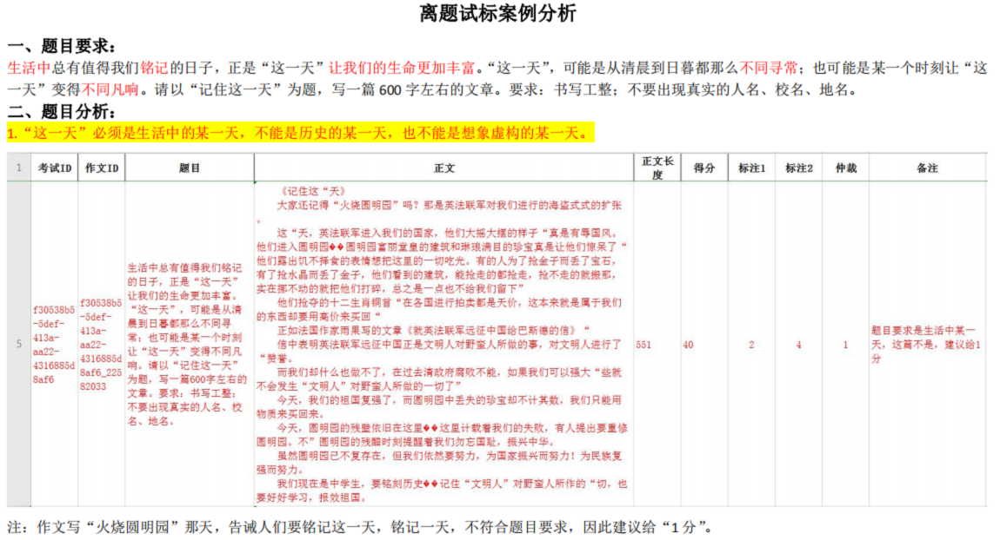 离题试标案例分析
一、题目要求：
生活中总有值得我们铭记的日子，正是“这一天”让我们的生命更加丰富。“这一天”，可能是从清晨到日暮都那么不同寻常；也可能是某一个时刻让“这
一天”变得不同凡响。请以“记住这一天”为题，写一篇 600 字左右的文章。要求：书写工整；不要出现真实的人名、校名、地名。
二、题目分析：
1. “这一天”必须是生活中的某一天，不能是历史的某一天，也不能是想象虚构的某一天。
1 考试ID 作文ID 题目 正文 正文长度 得分 标注1 标注2 仲裁 备注
5
f30538b5
-5def-
413a-
aa22-
4316885d
8af6
f30538b5
-5def-
413a-
aa22-
4316885d
8af6_225
82033
生活中总有值得我们铭记
的日子，正是“这一天”
让我们的生命更加丰富。
“这一天”，可能是从清
晨到日暮都那么不同寻
常；也可能是某一个时刻
让“这一天”变得不同凡
响。请以“记住这一天”
为题，写一篇600字左右的
文章。要求：书写工整；
不要出现真实的人名、校
名、地名。
《记住这“天》
大家还记得“火烧圆明园”吗？那是英法联军对我们进行的海盗式式的扩张
。
这“天，英法联军进入我们的国家，他们大摇大摆的样子“真是有辱国风。
他们进入圆明园��圆明园富丽堂皇的建筑和琳琅满目的珍宝真是让他们惊呆了“
他们露出饥不择食的表情想把这里的一切吃光。有的人为了抢金子而丢了宝石，
有了抢水晶而丢了金子，他们看到的建筑，能抢走的都抢走，抢不走的就搬那，
实在挪不动的就把他们打碎，总之是一点也不给我们留下”
他们抢夺的十二生肖铜首“在各国进行拍卖都是天价，这本来就是属于我们
的东西却要用高价来买回“
正如法国作家雨果写的文章《就英法联军远征中国给巴斯德的信》“
信中表明英法联军远征中国正是文明人对野蛮人所做的事，对文明人进行了
“赞誉。
而我们却什么也做不了，在过去清政府腐败不能，如果我们可以强大“些就
不会发生“文明人”对野蛮人所做的一切了”
今天，我们的祖国复强了，而圆明园中丢失的珍宝却不计其数，我们只能用
物质来买回来。
今天，圆明园的残壁依旧在这里��这里计载着我们的失败，有人提出要重修
圆明园。不”圆明园的残醋时刻提醒着我们勿忘国耻，振兴中华。
虽然圆明园已不复存在，但我们依然要努力，为国家振兴而努力！为民族复
强而努力。
我们现在是中学生，要铭刻历史��记住“文明人”对野蛮人所作的“切，也
要好好学习，报效祖国。
551
40
2
4
1
题目要求是生活中某一
天，这篇不是，建议给1
分
注：作文写“火烧圆明园”那天，告诫人们要铭记这一天，铭记一天，不符合题目要求，因此建议给“1 分”。